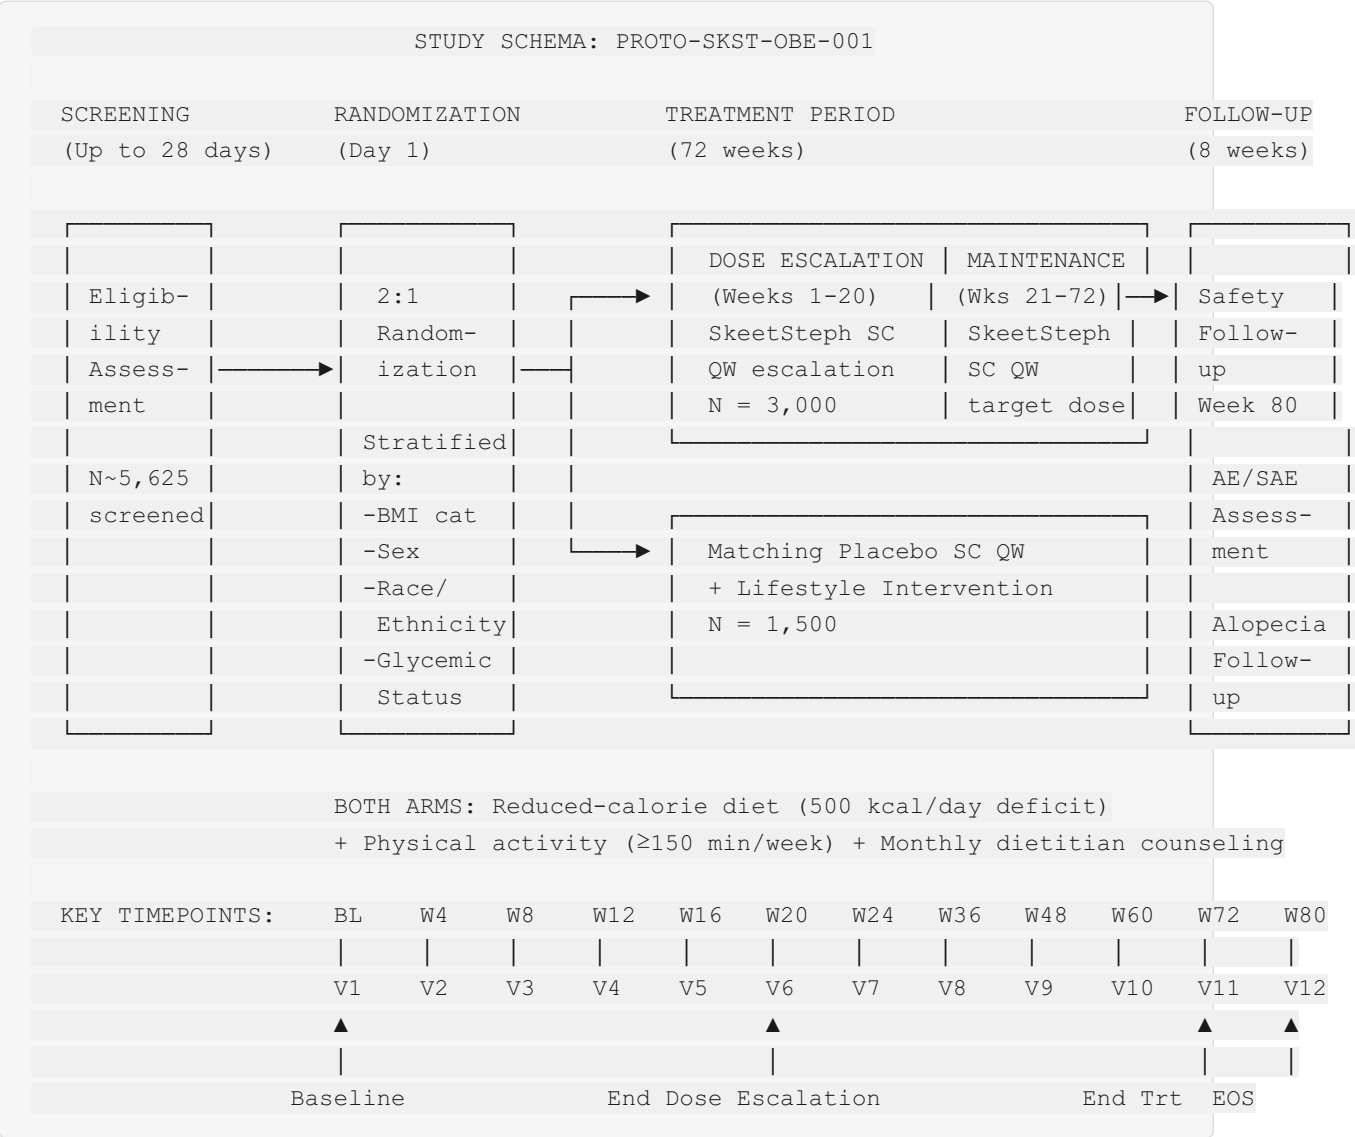 STUDY SCHEMA: PROTO-SKST-OBE-001
SCREENING RANDOMIZATION TREATMENT PERIOD FOLLOW-UP
(Up to 28 days) (Day 1) (72 weeks) (8 weeks)
DOSE ESCALATION MAINTENANCE
Eligib- 2:1 (Weeks 1-20) (Wks 21-72) Safety
ility Random- SkeetSteph SC SkeetSteph Follow-
Assess- ization QW escalation SC QW up
ment N = 3,000 target dose Week 80
Stratified
N~5,625 by: AE/SAE
screened -BMI cat Assess-
-Sex Matching Placebo SC QW ment
-Race/ + Lifestyle Intervention
Ethnicity N = 1,500 Alopecia
-Glycemic Follow-
Status up
BOTH ARMS: Reduced-calorie diet (500 kcal/day deficit)
+ Physical activity (≥150 min/week) + Monthly dietitian counseling
KEY TIMEPOINTS: BL W4 W8 W12 W16 W20 W24 W36 W48 W60 W72 W80
V1 V2 V3 V4 V5 V6 V7 V8 V9 V10 V11 V12
Baseline End Dose Escalation End Trt EOS